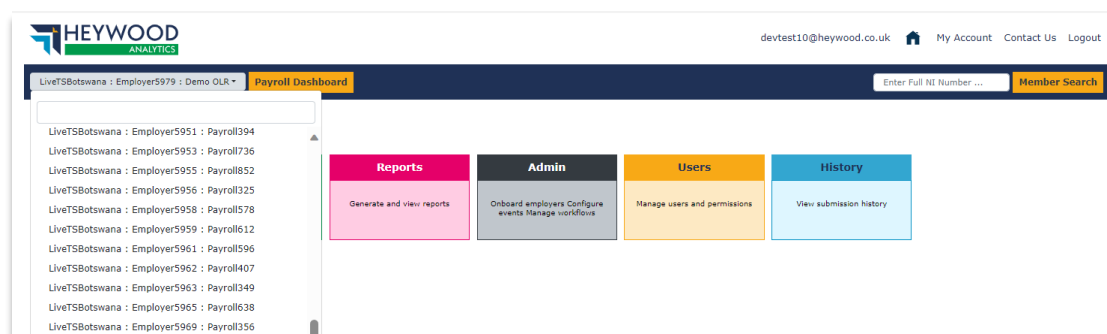 HEYWOOD
ANALYTICS
devtest10@heywood.co.uk My Account Contact Us Logout
LiveTSBotswana : Employer5979 : Demo OLR Payroll Dashboard Enter Full NI Number ... Member Search
LiveTSBotswana : Employer5951 : Payroll394
LiveTSBotswana : Employer5953 : Payroll736
LiveTSBotswana : Employer5955 : Payroll852
LiveTSBotswana : Employer5956 : Payroll325
LiveTSBotswana : Employer5958 : Payroll578
LiveTSBotswana : Employer5959 : Payroll612
LiveTSBotswana : Employer5961 : Payroll596
LiveTSBotswana : Employer5962 : Payroll407
LiveTSBotswana : Employer5963 : Payroll349
LiveTSBotswana : Employer5965 : Payroll638
LiveTSBotswana : Employer5969 : Payroll356
Reports
Generate and view reports
Admin
Onboard employers Configure
events Manage workflows
Users
Manage users and permissions
History
View submission history